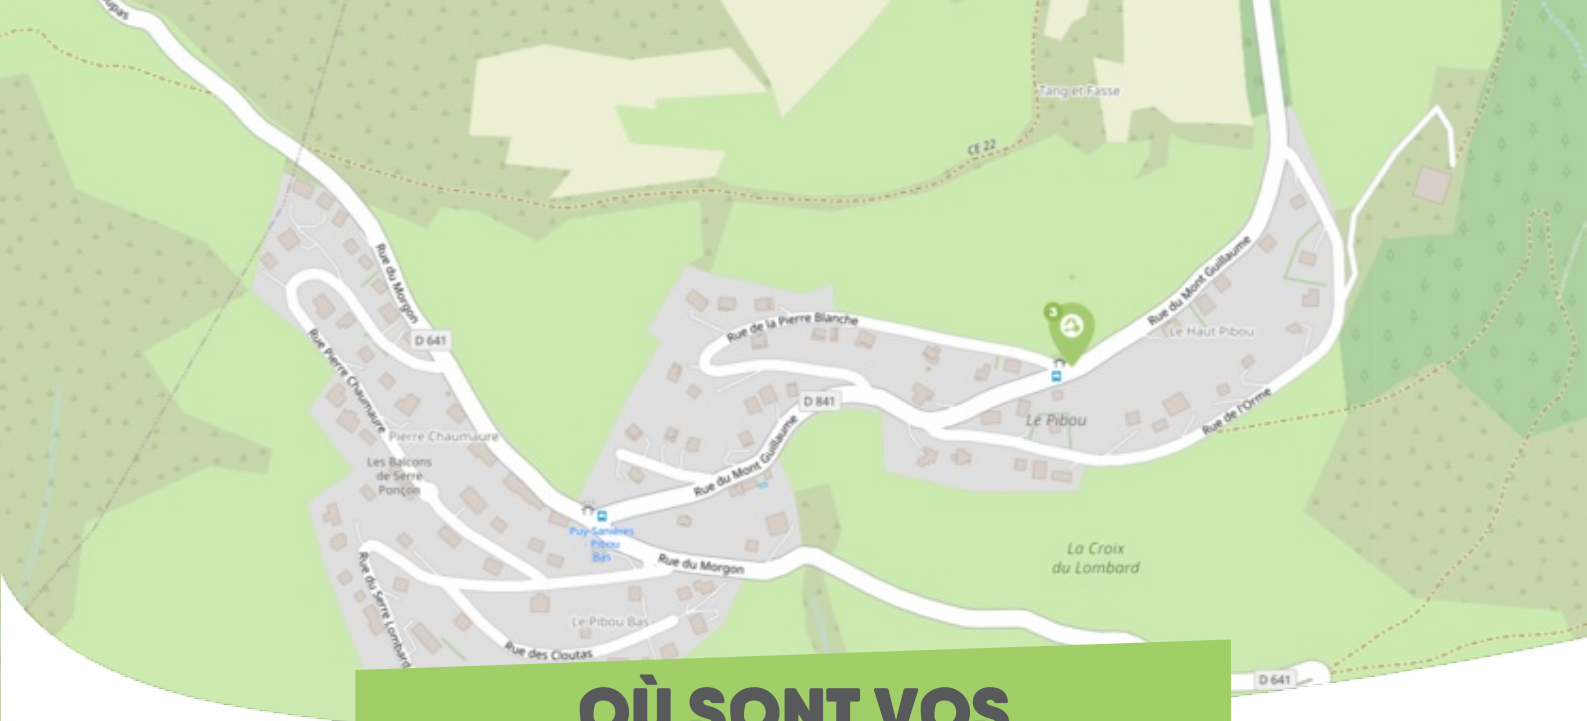 Tang et Fasse
CE 22
Rue du Morgon
D 641
Rue Pierre Chaumaure
Rue de la Pierre Blanche
3
Rue du Mont Guillaume
Le Haut Pibou
D 841
Le Pibou
Rue de l'Orme
Pierre Chaumaure
Les Balcons
de Serre
Ponçon
Rue du Mont Guillaume
Puy-Sanières
- Pibou
Bas
Rue du Morgon
La Croix
du Lombard
Rue du Serre Lombard
Le Pibou Bas
Rue des Cloutas
D 641
OÙ SONT VOS